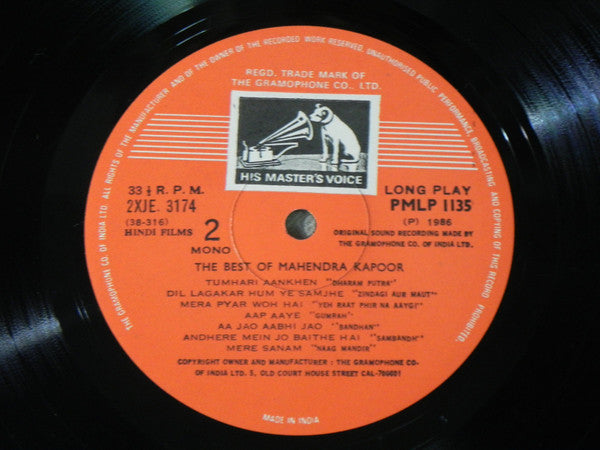 ALL RIGHTS OF THE MANUFACTURER AND OF THE OWNER OF THE RECORDED WORK RESERVED. UNAUTHORISED PUBLIC PERFORMANCE, BROADCASTING AND COPYING OF THIS RECORD PROHIBITED.
REGD. TRADE MARK OF
THE GRAMOPHONE CO., LTD.
HIS MASTER'S VOICE
33 1/3 R.P.M.
2XJE. 3174
(38-316)
HINDI FILMS
2
MONO
LONG PLAY
PMLP 1135
(P) 1986
ORIGINAL SOUND RECORDING MADE BY
THE GRAMOPHONE CO. OF INDIA LTD.
THE BEST OF MAHENDRA KAPOOR
TUMHARI AANKHEN "DHARAM PUTRA"
DIL LAGAKAR HUM YE SAMJHE "ZINDAGI AUR MAUT"
MERA PYAR WOH HAI "YEH RAAT PHIR NA AAYGI"
AAP AAYE "GUMRAH"
AA JAO AABHI JAO "BANDHAN"
ANDHERE MEIN JO BAITHE HAI "SAMBANDH"
MERE SANAM "NAAG MANDIR"
COPYRIGHT OWNER AND MANUFACTURER : THE GRAMOPHONE CO-
OF INDIA LTD. 5, OLD COURT HOUSE STREET CAL-700001
MADE IN INDIA
THE GRAMOPHONE CO. OF INDIA LTD.